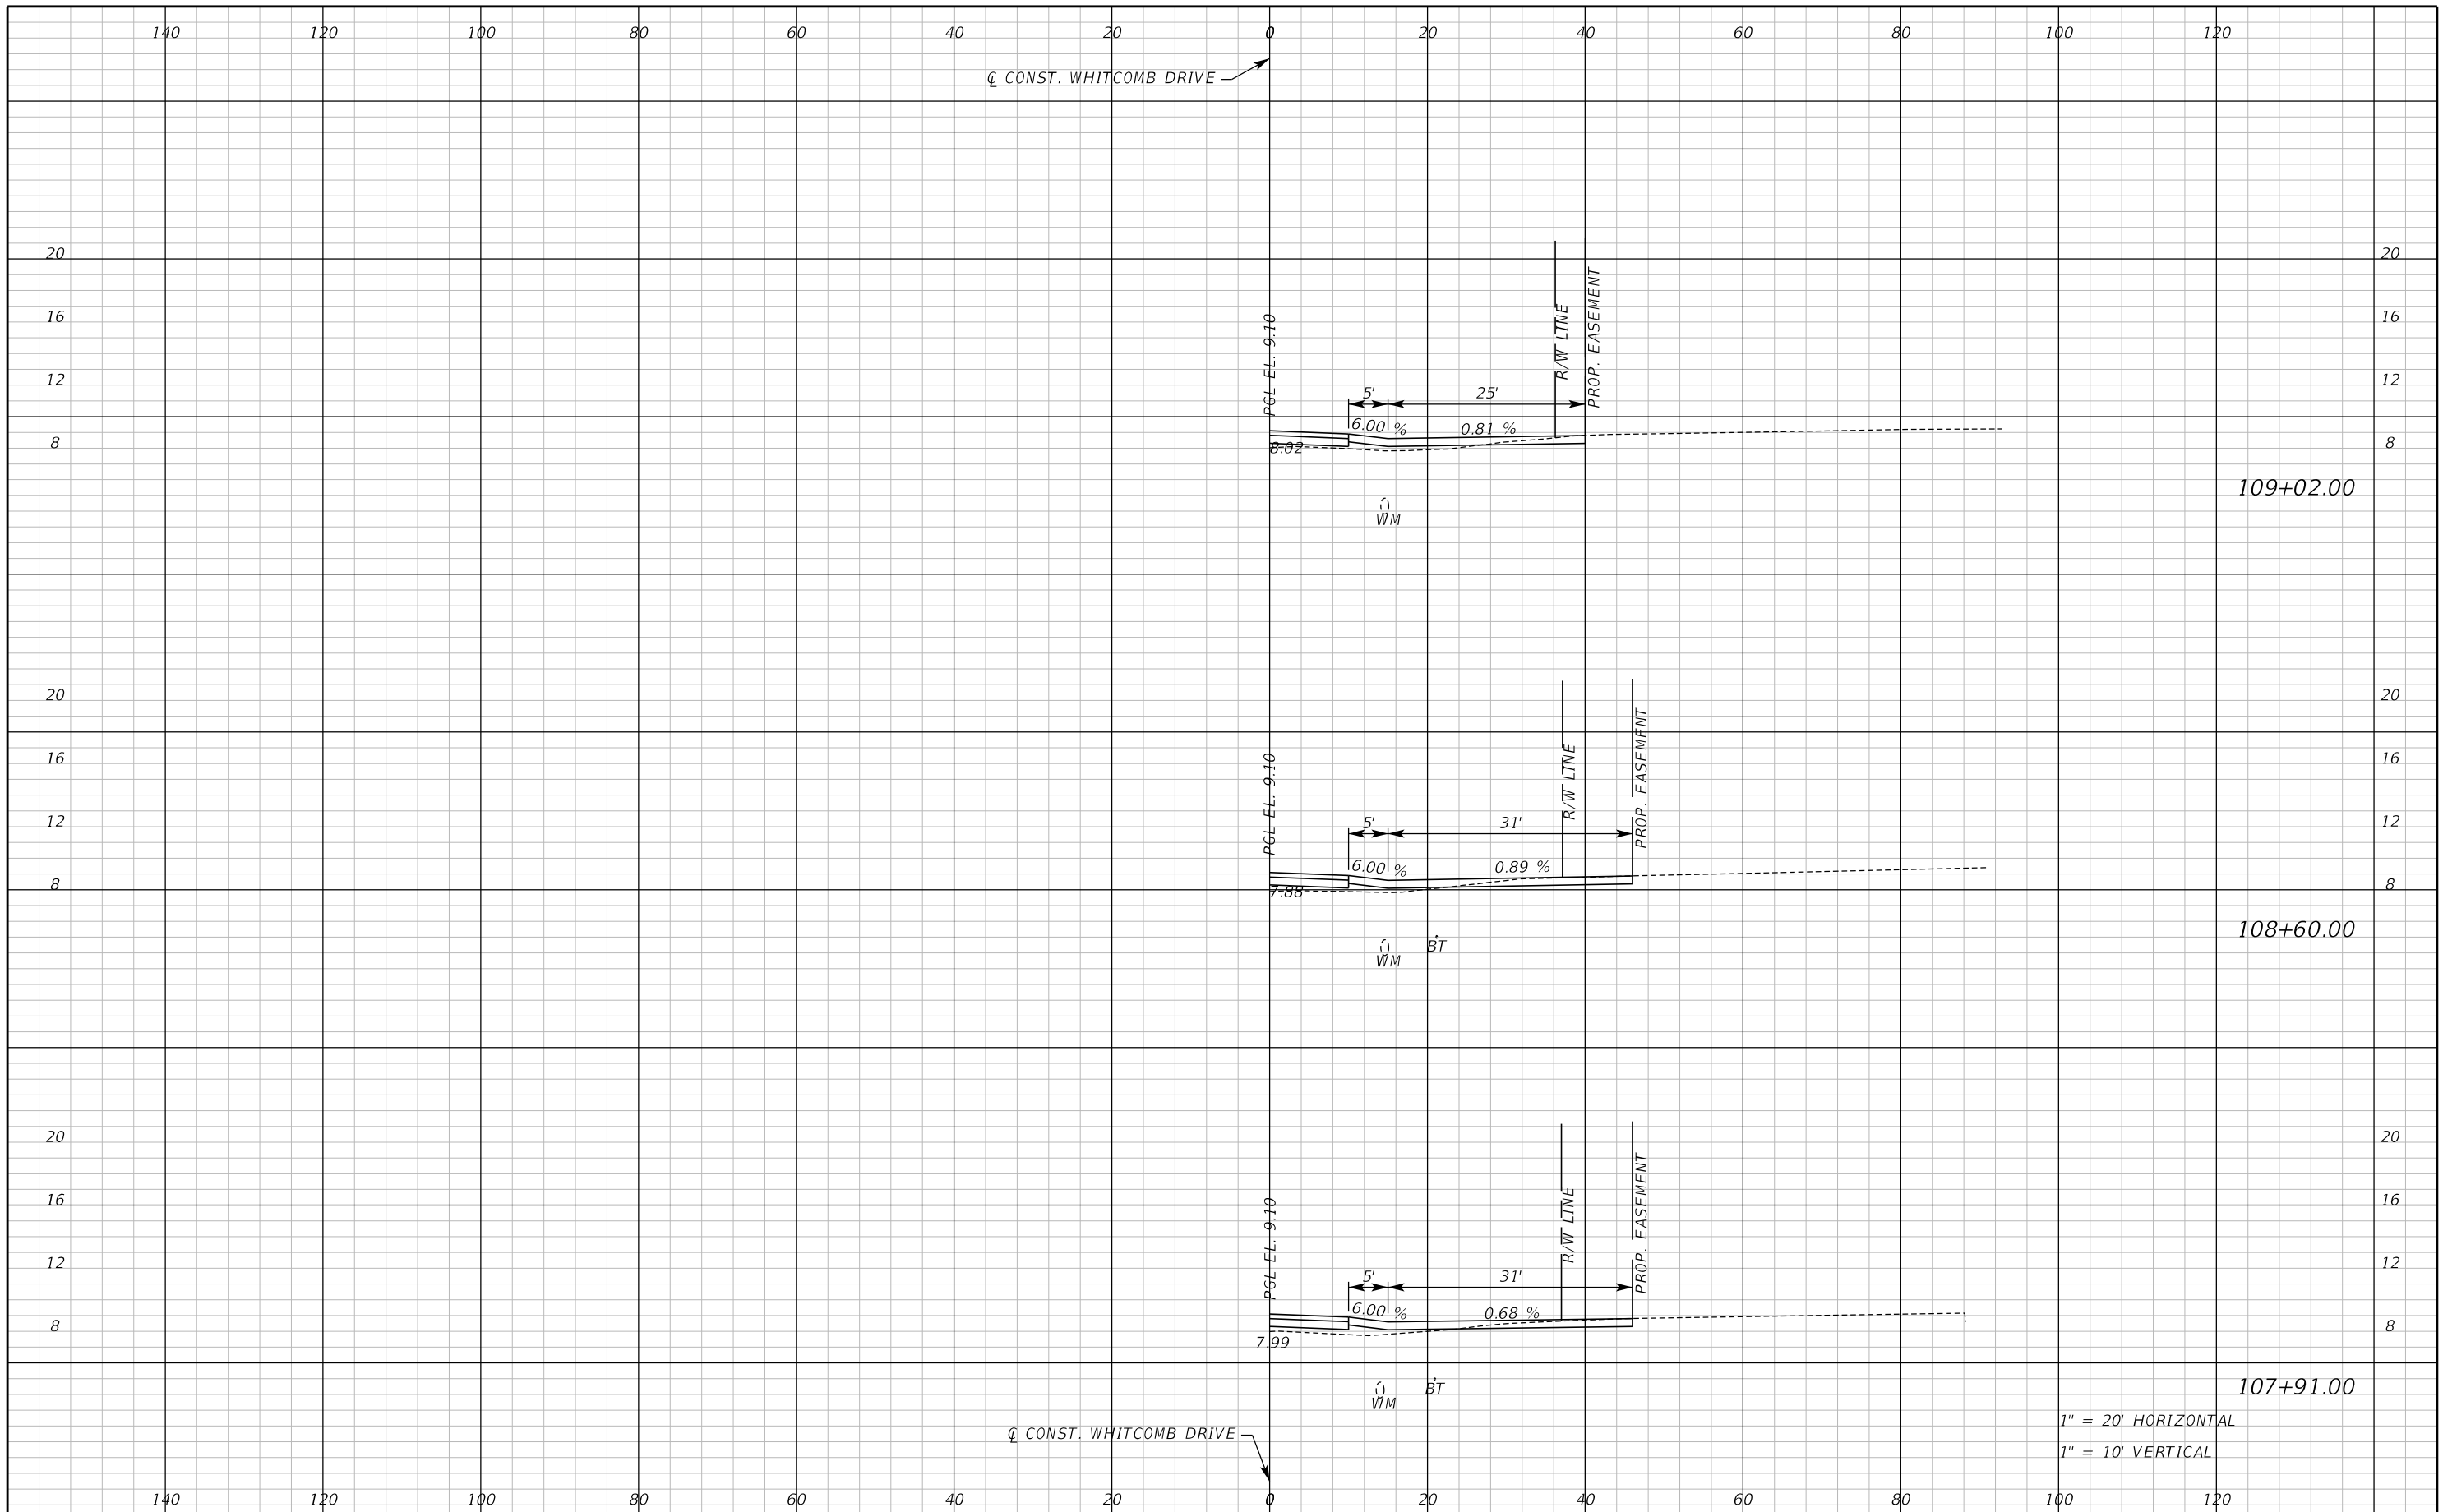 140 120 100 80 60 40 20 0 20 40 60 80 100 120
℄ CONST. WHITCOMB DRIVE
20 20
16 16
12 12
8 8
PGL EL. 9.10
R/W LINE
PROP. EASEMENT
5' 25'
6.00 % 0.81 %
8.02
WM
109+02.00
20 20
16 16
12 12
8 8
PGL EL. 9.10
R/W LINE
PROP. EASEMENT
5' 31'
6.00 % 0.89 %
7.88
WM
BT
108+60.00
20 20
16 16
12 12
8 8
PGL EL. 9.10
R/W LINE
PROP. EASEMENT
5' 31'
6.00 % 0.68 %
7.99
WM
BT
107+91.00
1" = 20' HORIZONTAL
1" = 10' VERTICAL
℄ CONST. WHITCOMB DRIVE
140 120 100 80 60 40 20 0 20 40 60 80 100 120